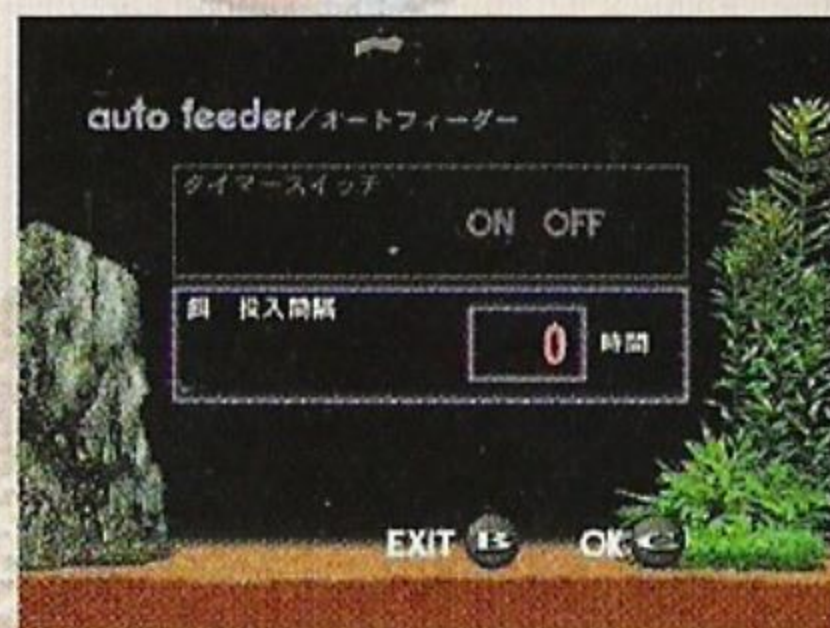 auto feeder/オートフィーダー
タイマースイッチ
ON OFF
餌 投入間隔
0 時間
EXIT B OK C